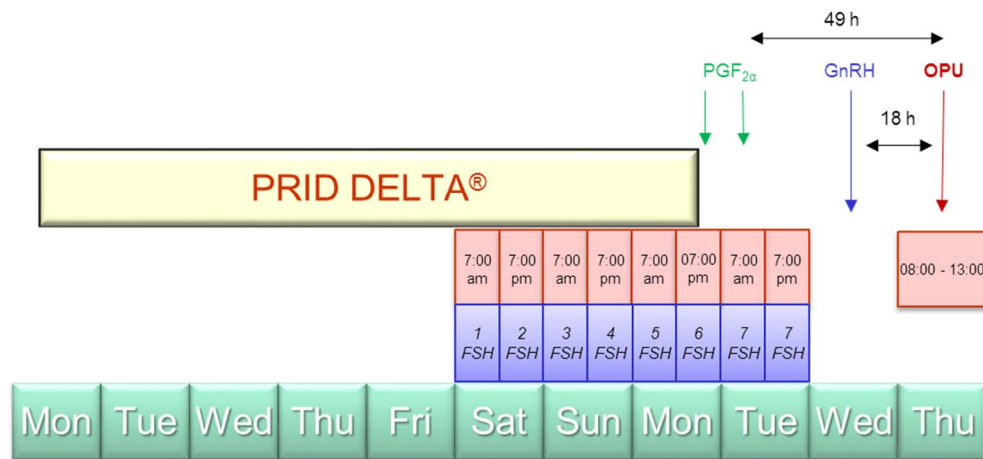 49 h
PGF2α
GnRH
OPU
18 h
PRID DELTA®
7:00 am
7:00 pm
7:00 am
7:00 pm
7:00 am
07:00 pm
7:00 am
7:00 pm
08:00 - 13:00
1 FSH
2 FSH
3 FSH
4 FSH
5 FSH
6 FSH
7 FSH
7 FSH
Mon
Tue
Wed
Thu
Fri
Sat
Sun
Mon
Tue
Wed
Thu